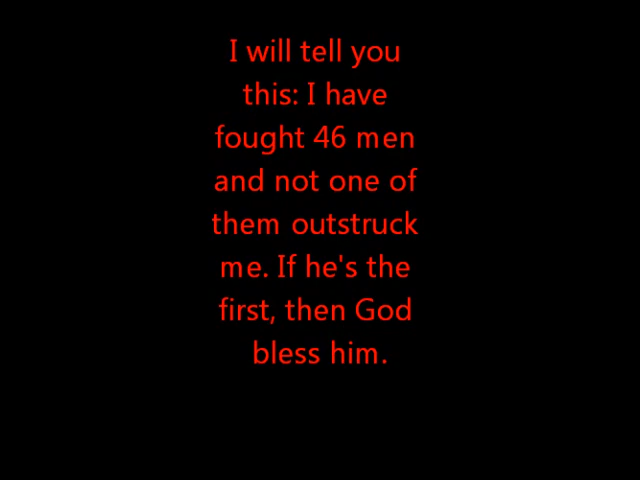 I will tell you
this: I have
fought 46 men
and not one of
them outstruck
me. If he's the
first, then God
bless him.